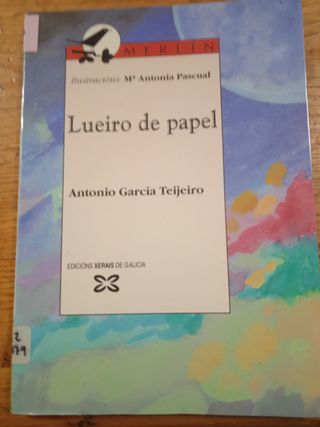 MERLÍN
Ilustracións: Mª Antonia Pascual
Lueiro de papel
Antonio García Teijeiro
EDICIÓNS XERAIS DE GALICIA